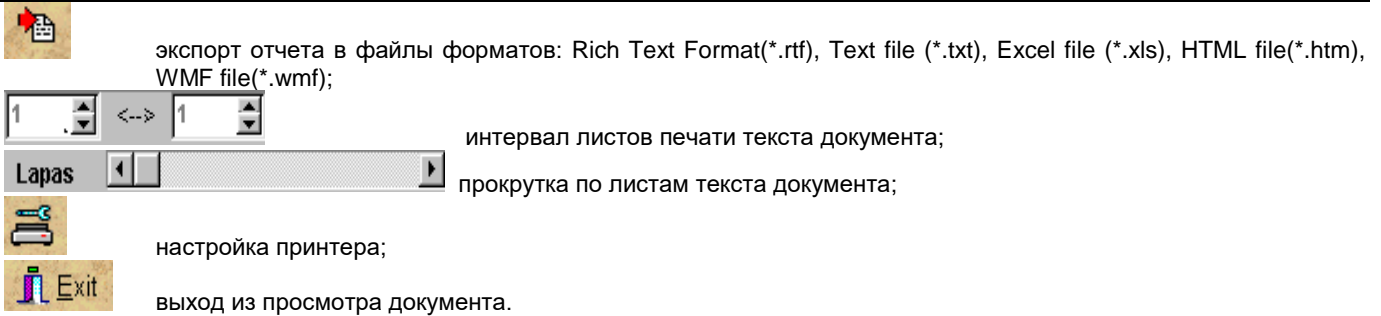 экспорт отчета в файлы форматов: Rich Text Format(*.rtf), Text file (*.txt), Excel file (*.xls), HTML file(*.htm),
WMF file(*.wmf);
1 <--> 1 интервал листов печати текста документа;
Lapas прокрутка по листам текста документа;
настройка принтера;
Exit выход из просмотра документа.